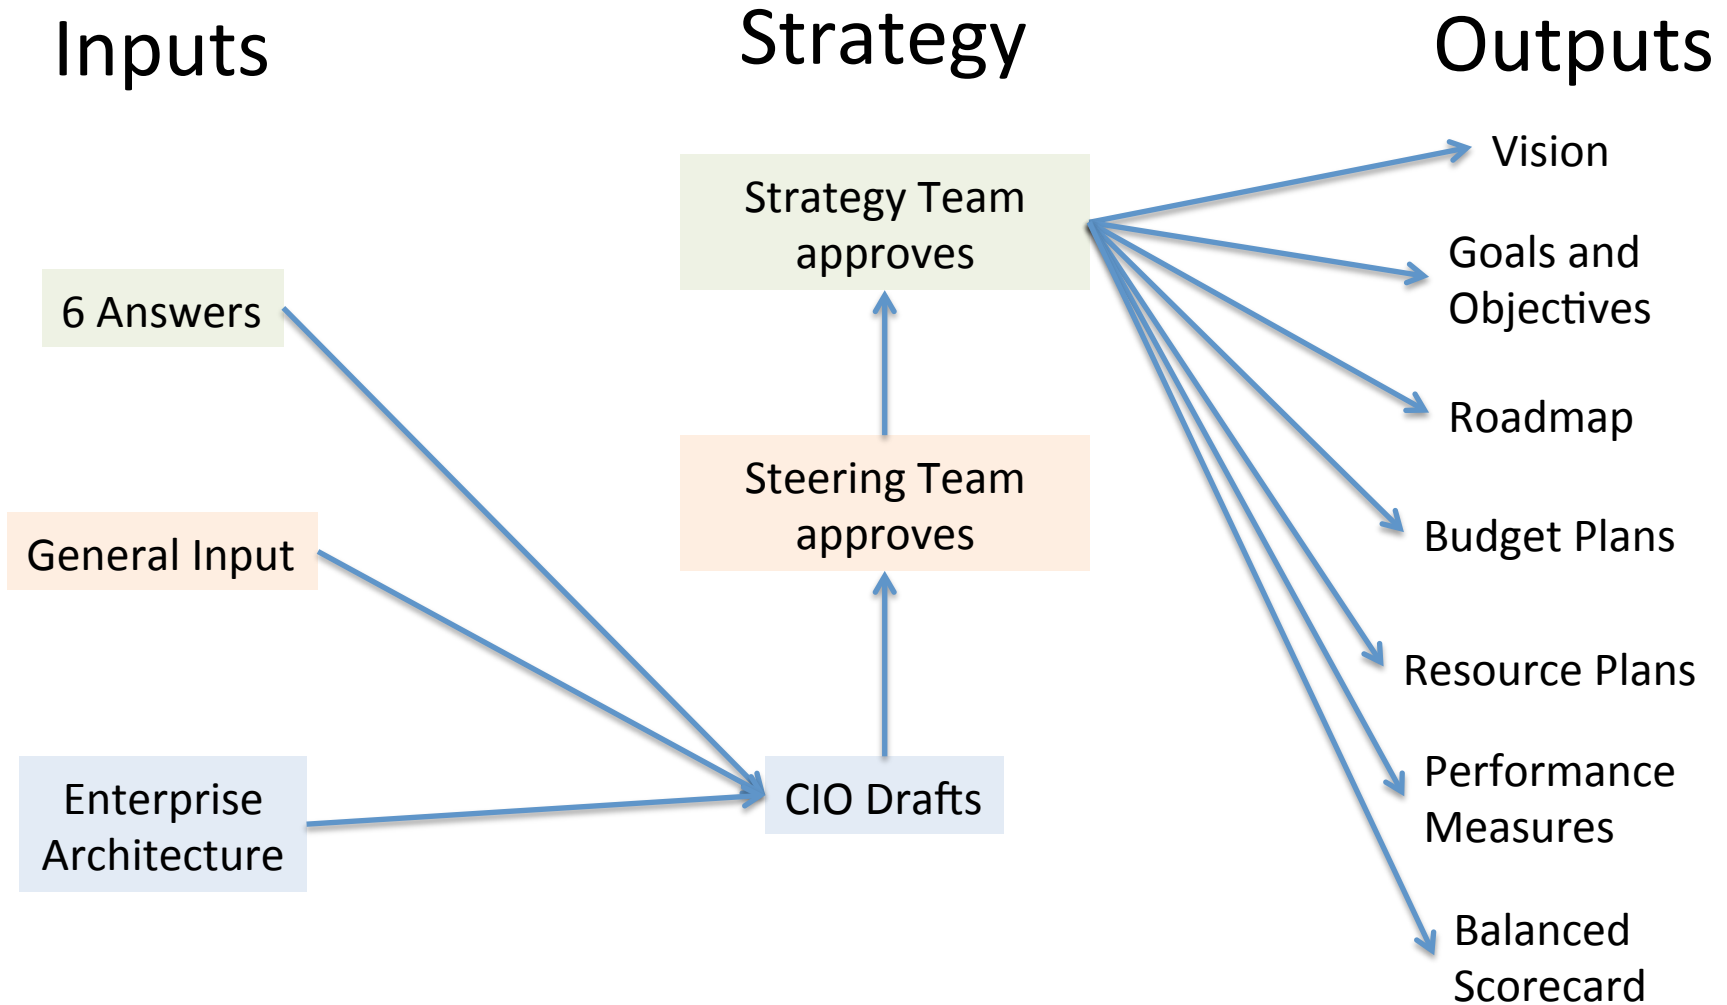 Inputs
Strategy
Outputs
6 Answers
General Input
Enterprise
Architecture
Strategy Team
approves
Steering Team
approves
CIO Drafts
Vision
Goals and
Objectives
Roadmap
Budget Plans
Resource Plans
Performance
Measures
Balanced
Scorecard